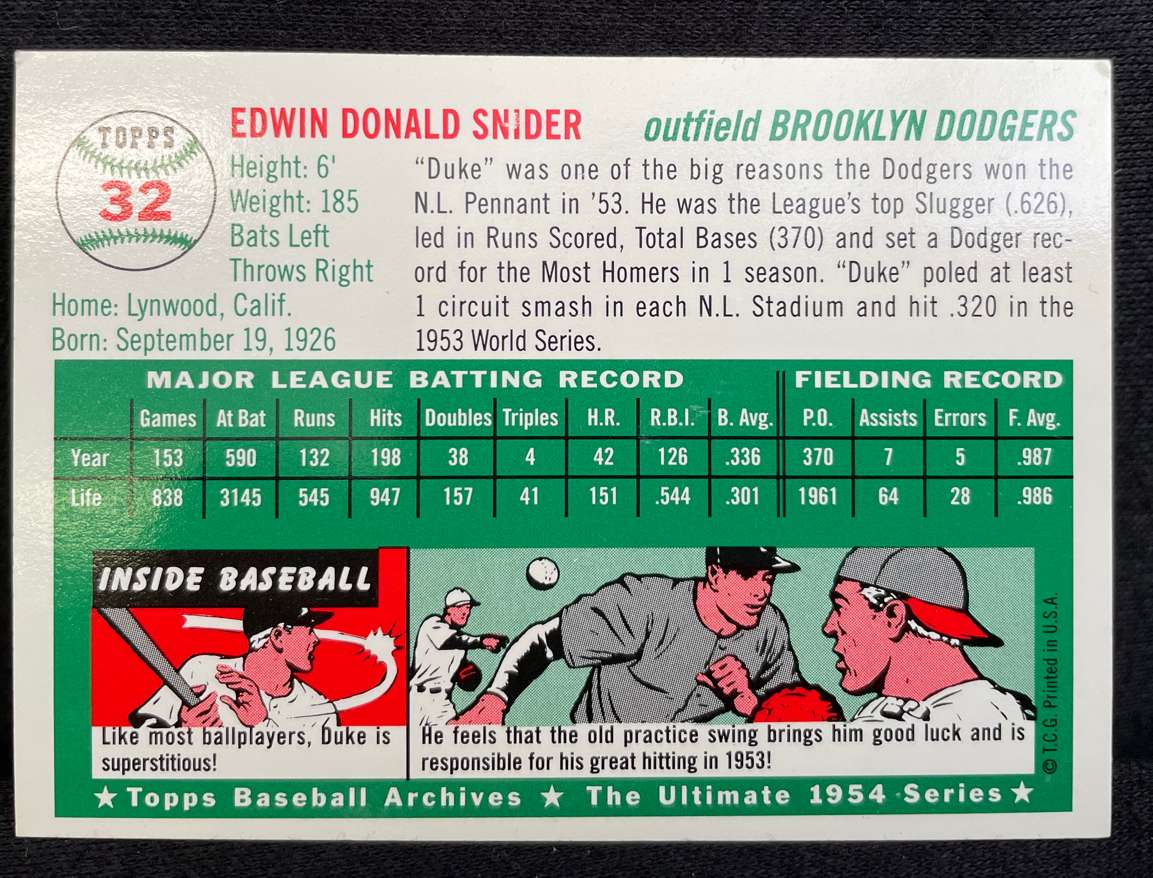 TOPPS
32
EDWIN DONALD SNIDER
outfield BROOKLYN DODGERS
Height: 6'
Weight: 185
Bats Left
Throws Right
Home: Lynwood, Calif.
Born: September 19, 1926
“Duke” was one of the big reasons the Dodgers won the
N.L. Pennant in ’53. He was the League’s top Slugger (.626),
led in Runs Scored, Total Bases (370) and set a Dodger rec-
ord for the Most Homers in 1 season. “Duke” poled at least
1 circuit smash in each N.L. Stadium and hit .320 in the
1953 World Series.
MAJOR LEAGUE BATTING RECORD FIELDING RECORD
Games At Bat Runs Hits Doubles Triples H.R. R.B.I. B. Avg. P.O. Assists Errors F. Avg.
Year 153 590 132 198 38 4 42 126 .336 370 7 5 .987
Life 838 3145 545 947 157 41 151 .544 .301 1961 64 28 .986
INSIDE BASEBALL
Like most ballplayers, Duke is
superstitious!
He feels that the old practice swing brings him good luck and is
responsible for his great hitting in 1953!
© T.C.G. Printed in U.S.A.
★ Topps Baseball Archives ★ The Ultimate 1954 Series ★